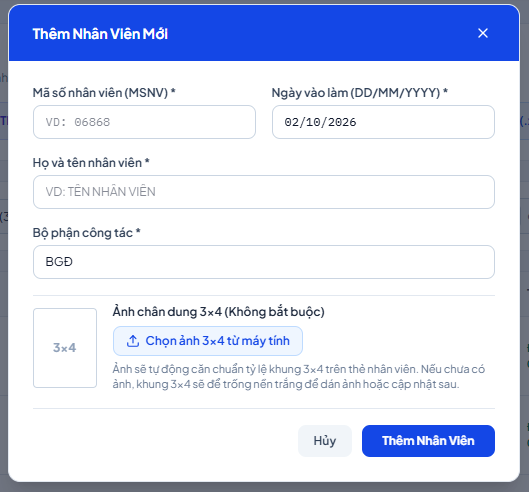 Thêm Nhân Viên Mới
Mã số nhân viên (MSNV) *
Ngày vào làm (DD/MM/YYYY) *
VD: 06868
02/10/2026
Họ và tên nhân viên *
VD: TÊN NHÂN VIÊN
Bộ phận công tác *
BGĐ
Ảnh chân dung 3×4 (Không bắt buộc)
3×4
Chọn ảnh 3×4 từ máy tính
Ảnh sẽ tự động căn chuẩn tỷ lệ khung 3×4 trên thẻ nhân viên. Nếu chưa có
ảnh, khung 3×4 sẽ để trống nền trắng để dán ảnh hoặc cập nhật sau.
Hủy
Thêm Nhân Viên